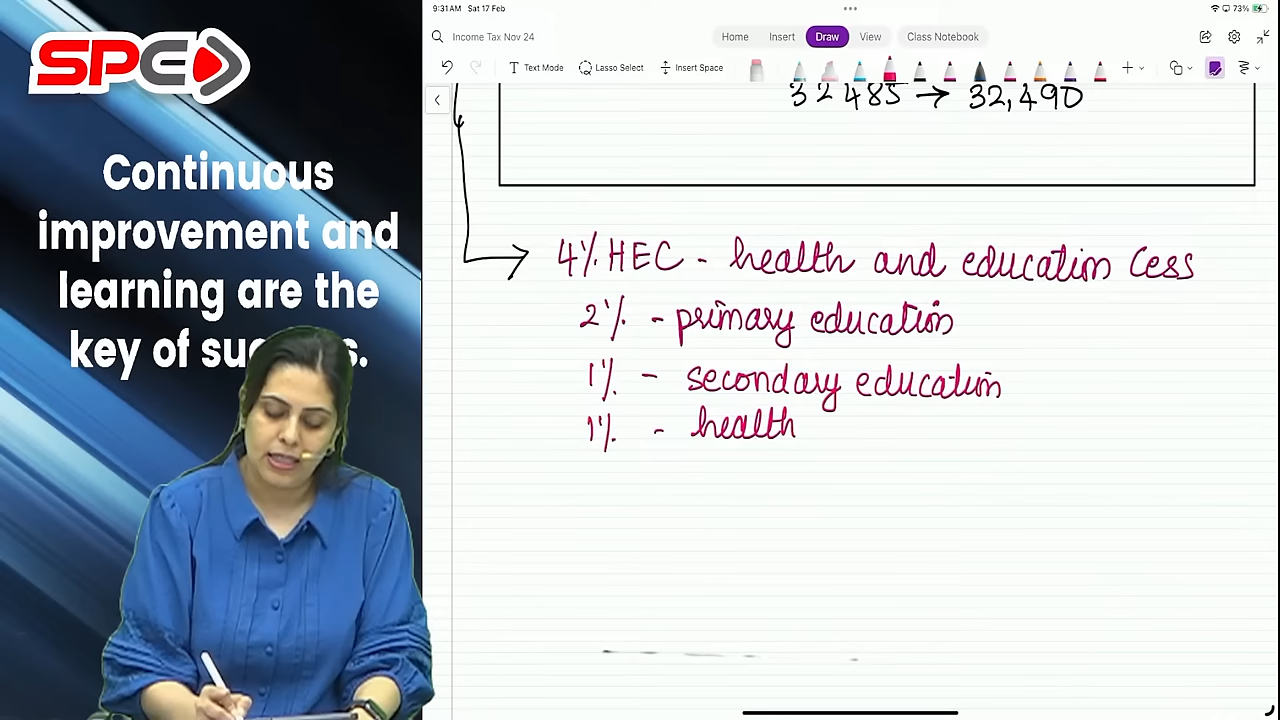 9:31 AM Sat 17 Feb
73%
SPC
Income Tax Nov 24
Home Insert Draw View Class Notebook
Text Mode Lasso Select Insert Space
32485 → 32,490
Continuous
improvement and
learning are the
key of suc s.
4% HEC - health and education Cess
2% - primary education
1% - secondary education
1% - health